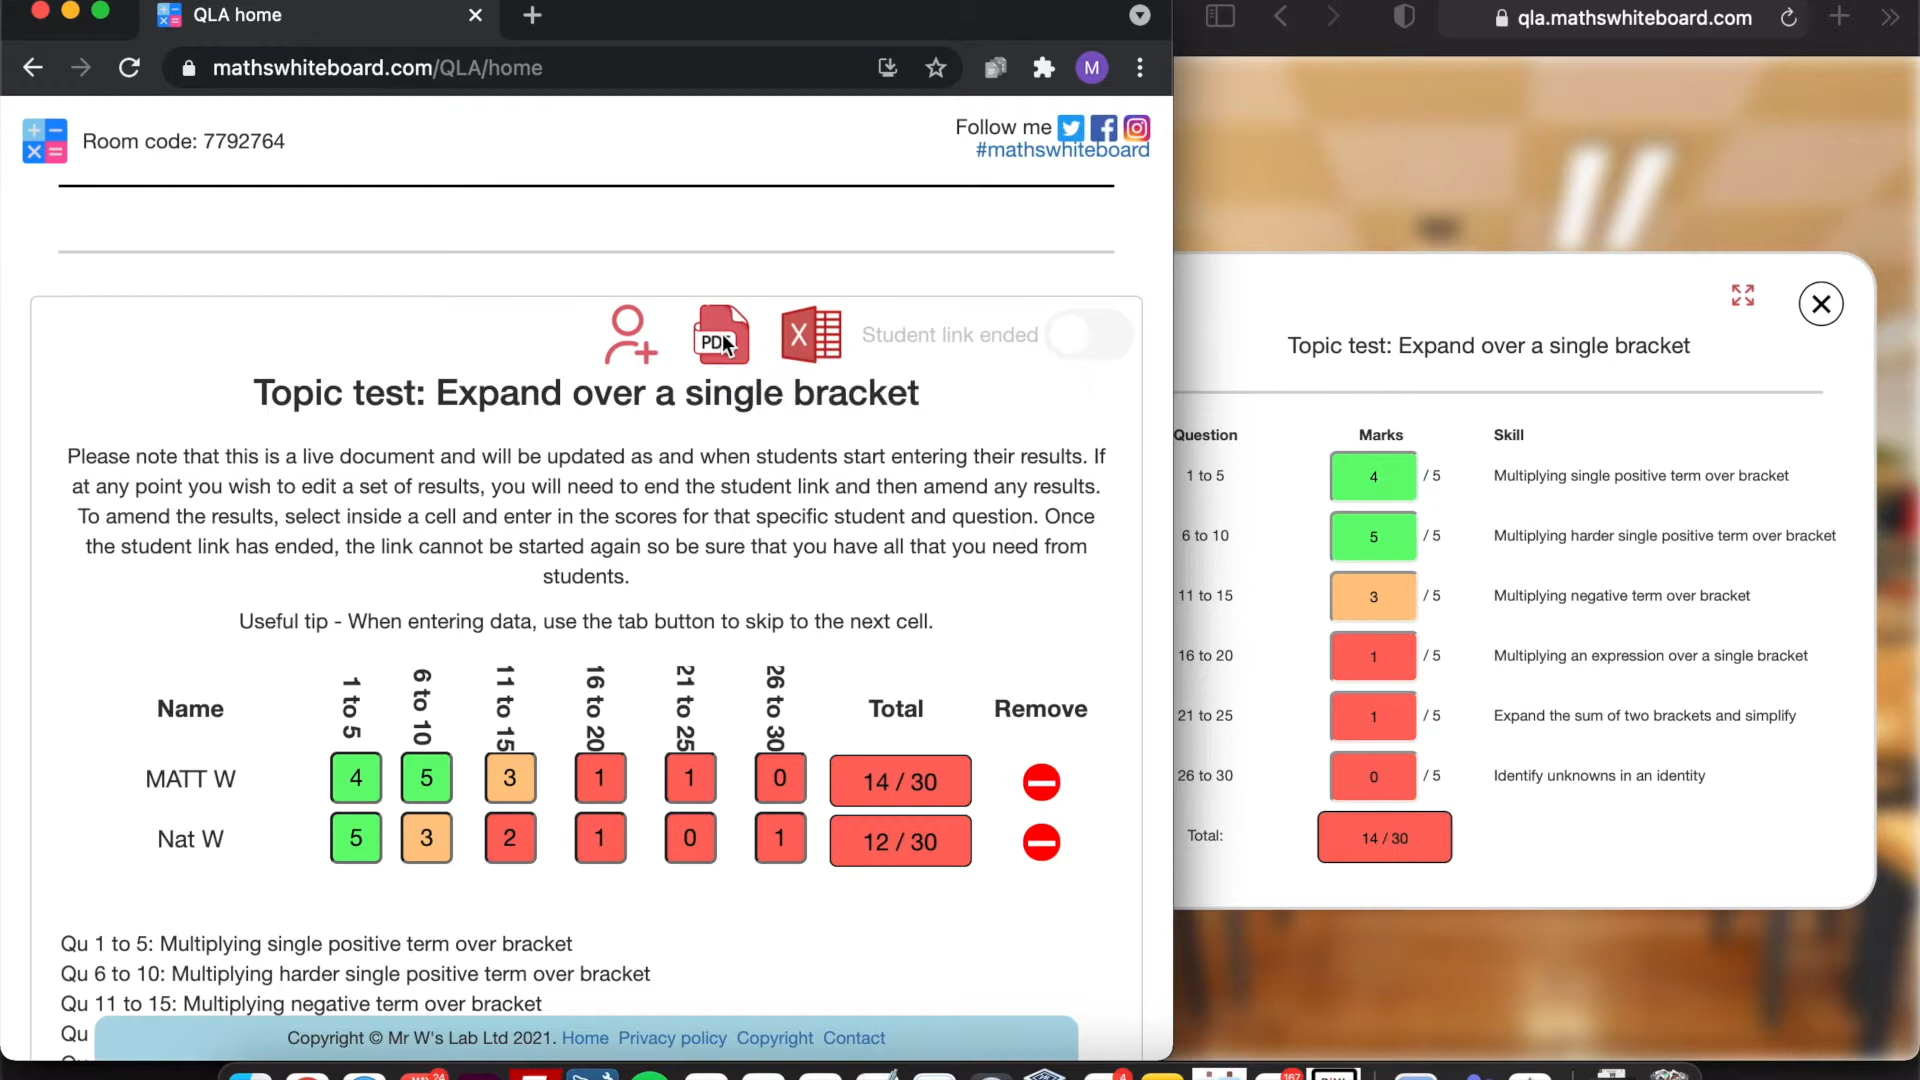 QLA home
mathswhiteboard.com/QLA/home
M
qla.mathswhiteboard.com
Room code: 7792764
Follow me
#mathswhiteboard
PDF
X
Student link ended
Topic test: Expand over a single bracket
Please note that this is a live document and will be updated as and when students start entering their results. If
at any point you wish to edit a set of results, you will need to end the student link and then amend any results.
To amend the results, select inside a cell and enter in the scores for that specific student and question. Once
the student link has ended, the link cannot be started again so be sure that you have all that you need from
students.
Useful tip - When entering data, use the tab button to skip to the next cell.
Name 1 to 5 6 to 10 11 to 15 16 to 20 21 to 25 26 to 30 Total Remove
MATT W 4 5 3 1 1 0 14 / 30
Nat W 5 3 2 1 0 1 12 / 30
Qu 1 to 5: Multiplying single positive term over bracket
Qu 6 to 10: Multiplying harder single positive term over bracket
Qu 11 to 15: Multiplying negative term over bracket
Qu
Copyright © Mr W's Lab Ltd 2021. Home Privacy policy Copyright Contact
Topic test: Expand over a single bracket
Question Marks Skill
1 to 5 4 / 5 Multiplying single positive term over bracket
6 to 10 5 / 5 Multiplying harder single positive term over bracket
11 to 15 3 / 5 Multiplying negative term over bracket
16 to 20 1 / 5 Multiplying an expression over a single bracket
21 to 25 1 / 5 Expand the sum of two brackets and simplify
26 to 30 0 / 5 Identify unknowns in an identity
Total: 14 / 30
24
4
167